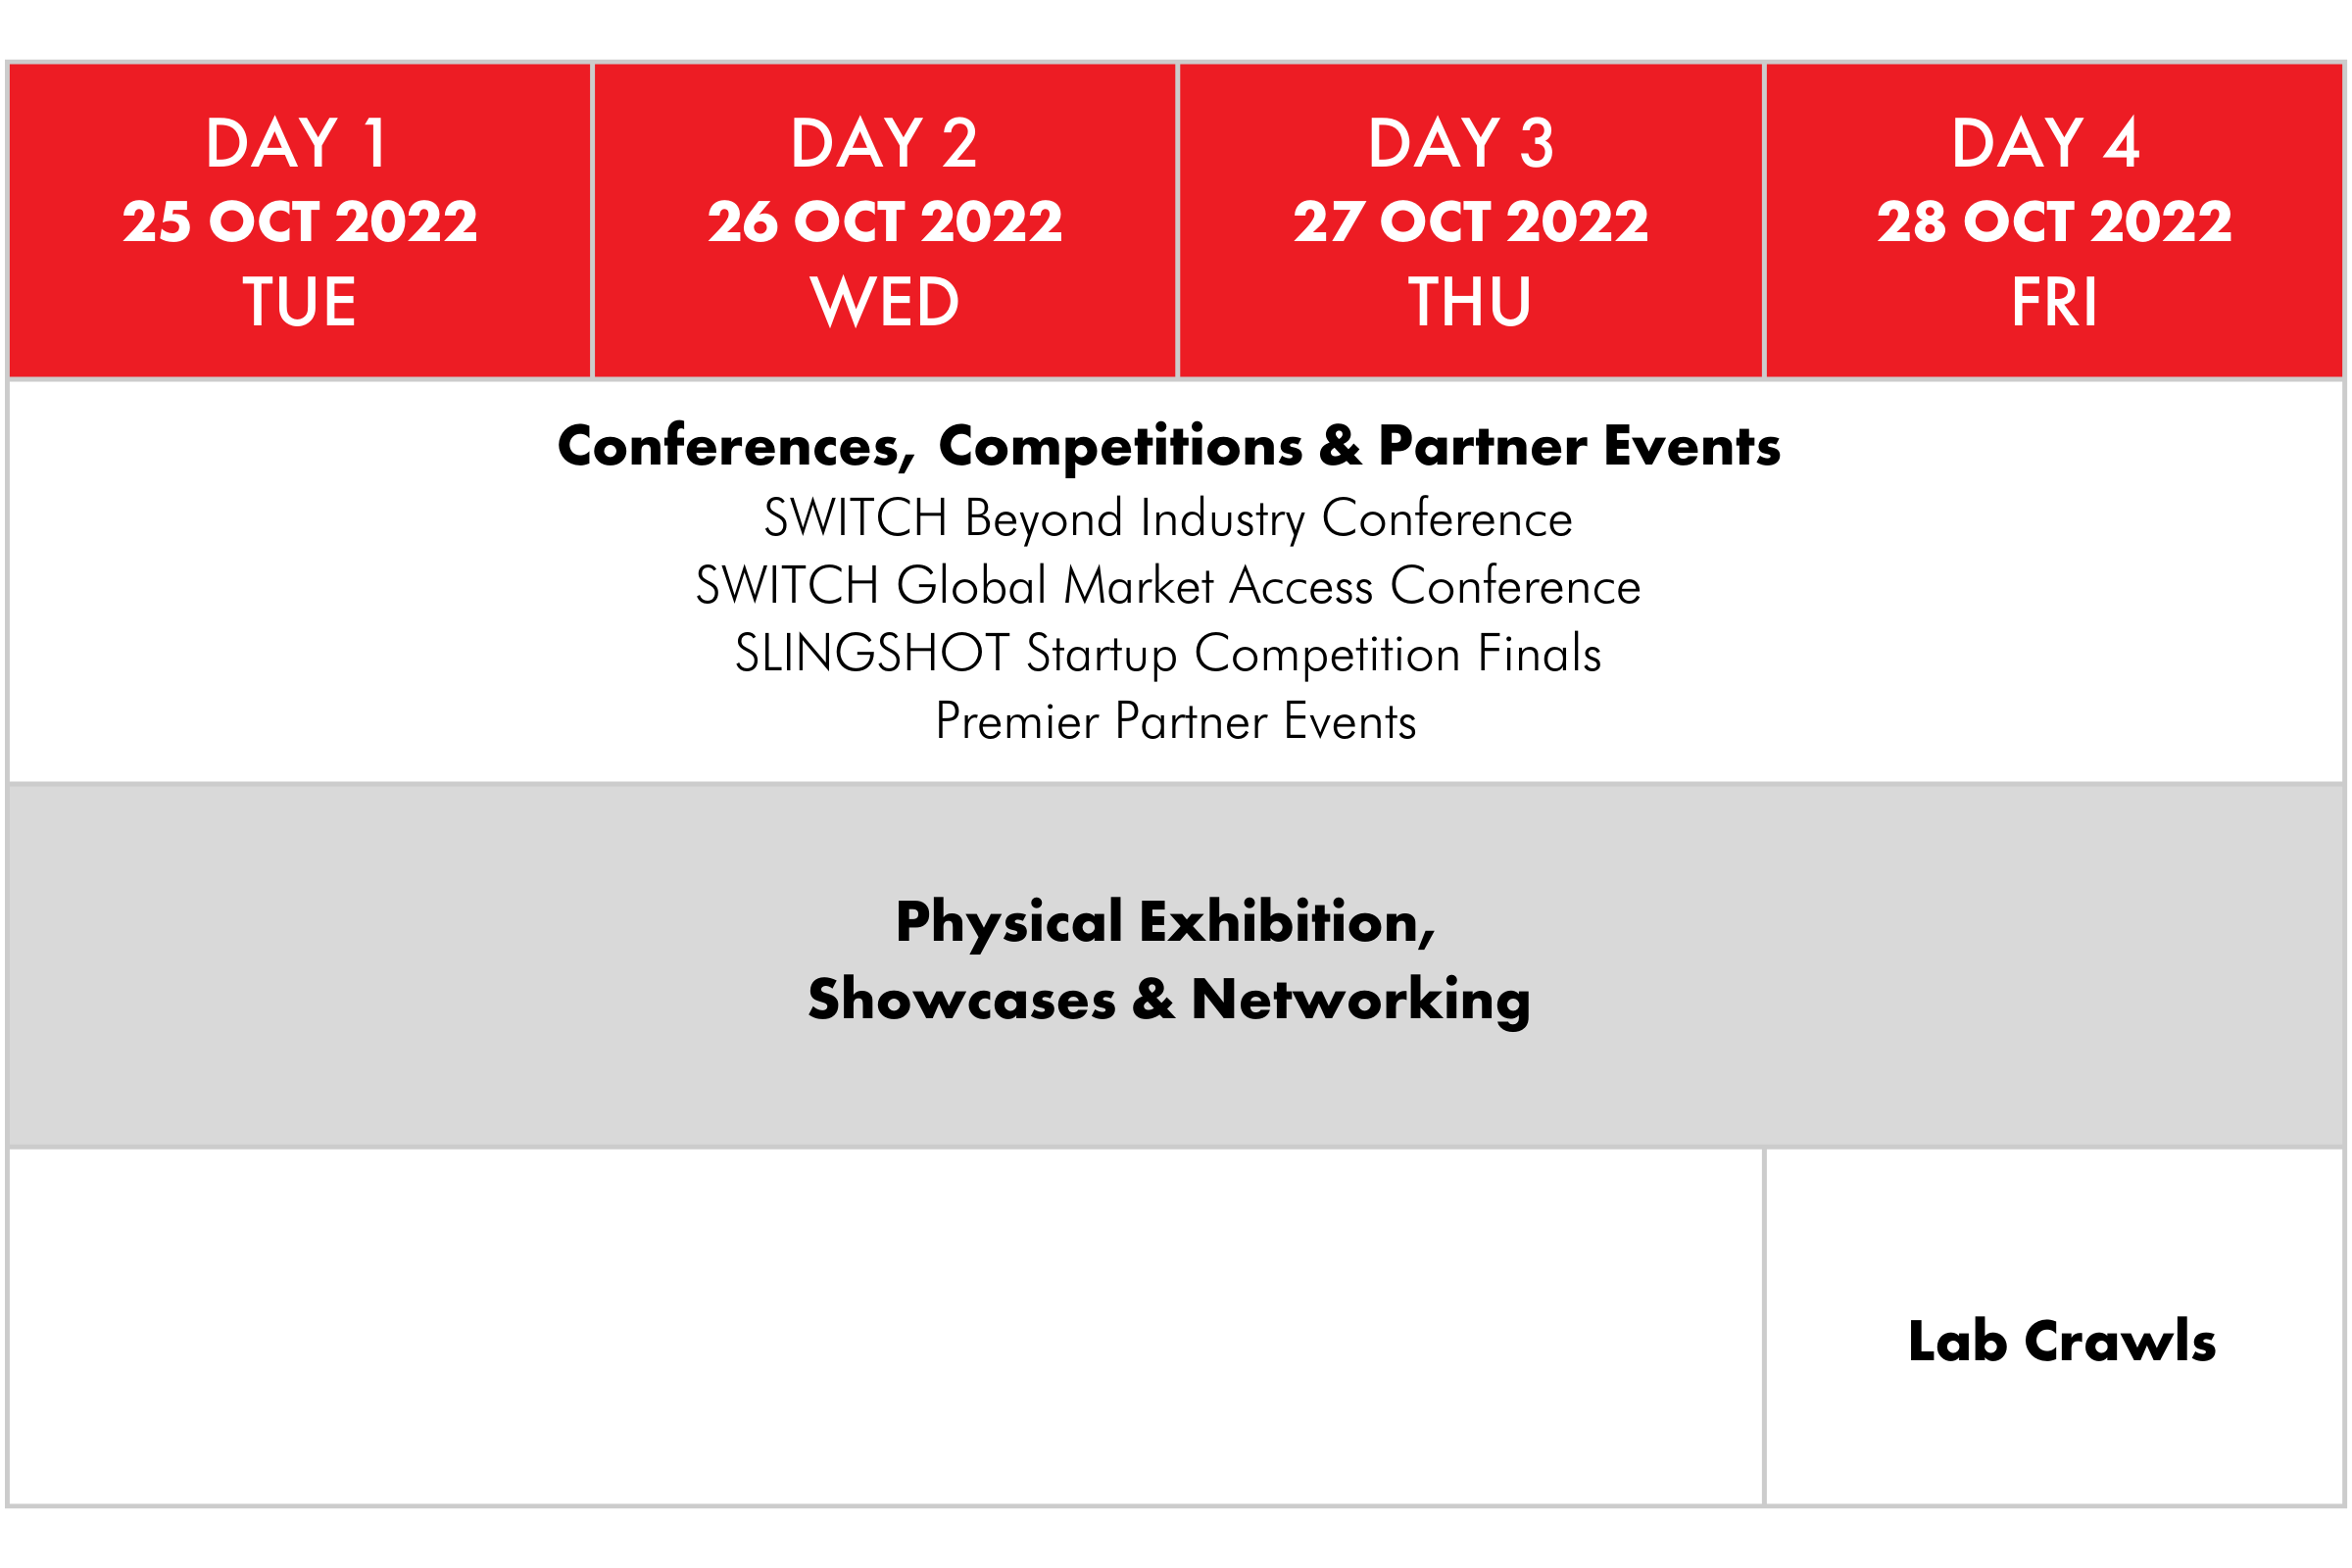 DAY 1
25 OCT 2022
TUE
DAY 2
26 OCT 2022
WED
DAY 3
27 OCT 2022
THU
DAY 4
28 OCT 2022
FRI
Conferences, Competitions & Partner Events
SWITCH Beyond Industry Conference
SWITCH Global Market Access Conference
SLINGSHOT Startup Competition Finals
Premier Partner Events
Physical Exhibition,
Showcases & Networking
Lab Crawls